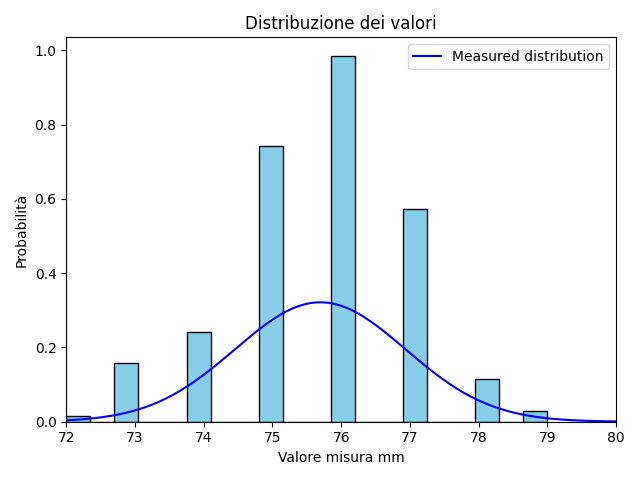 Distribuzione dei valori
Measured distribution
Probabilità
1.0
0.8
0.6
0.4
0.2
0.0
72 73 74 75 76 77 78 79 80
Valore misura mm